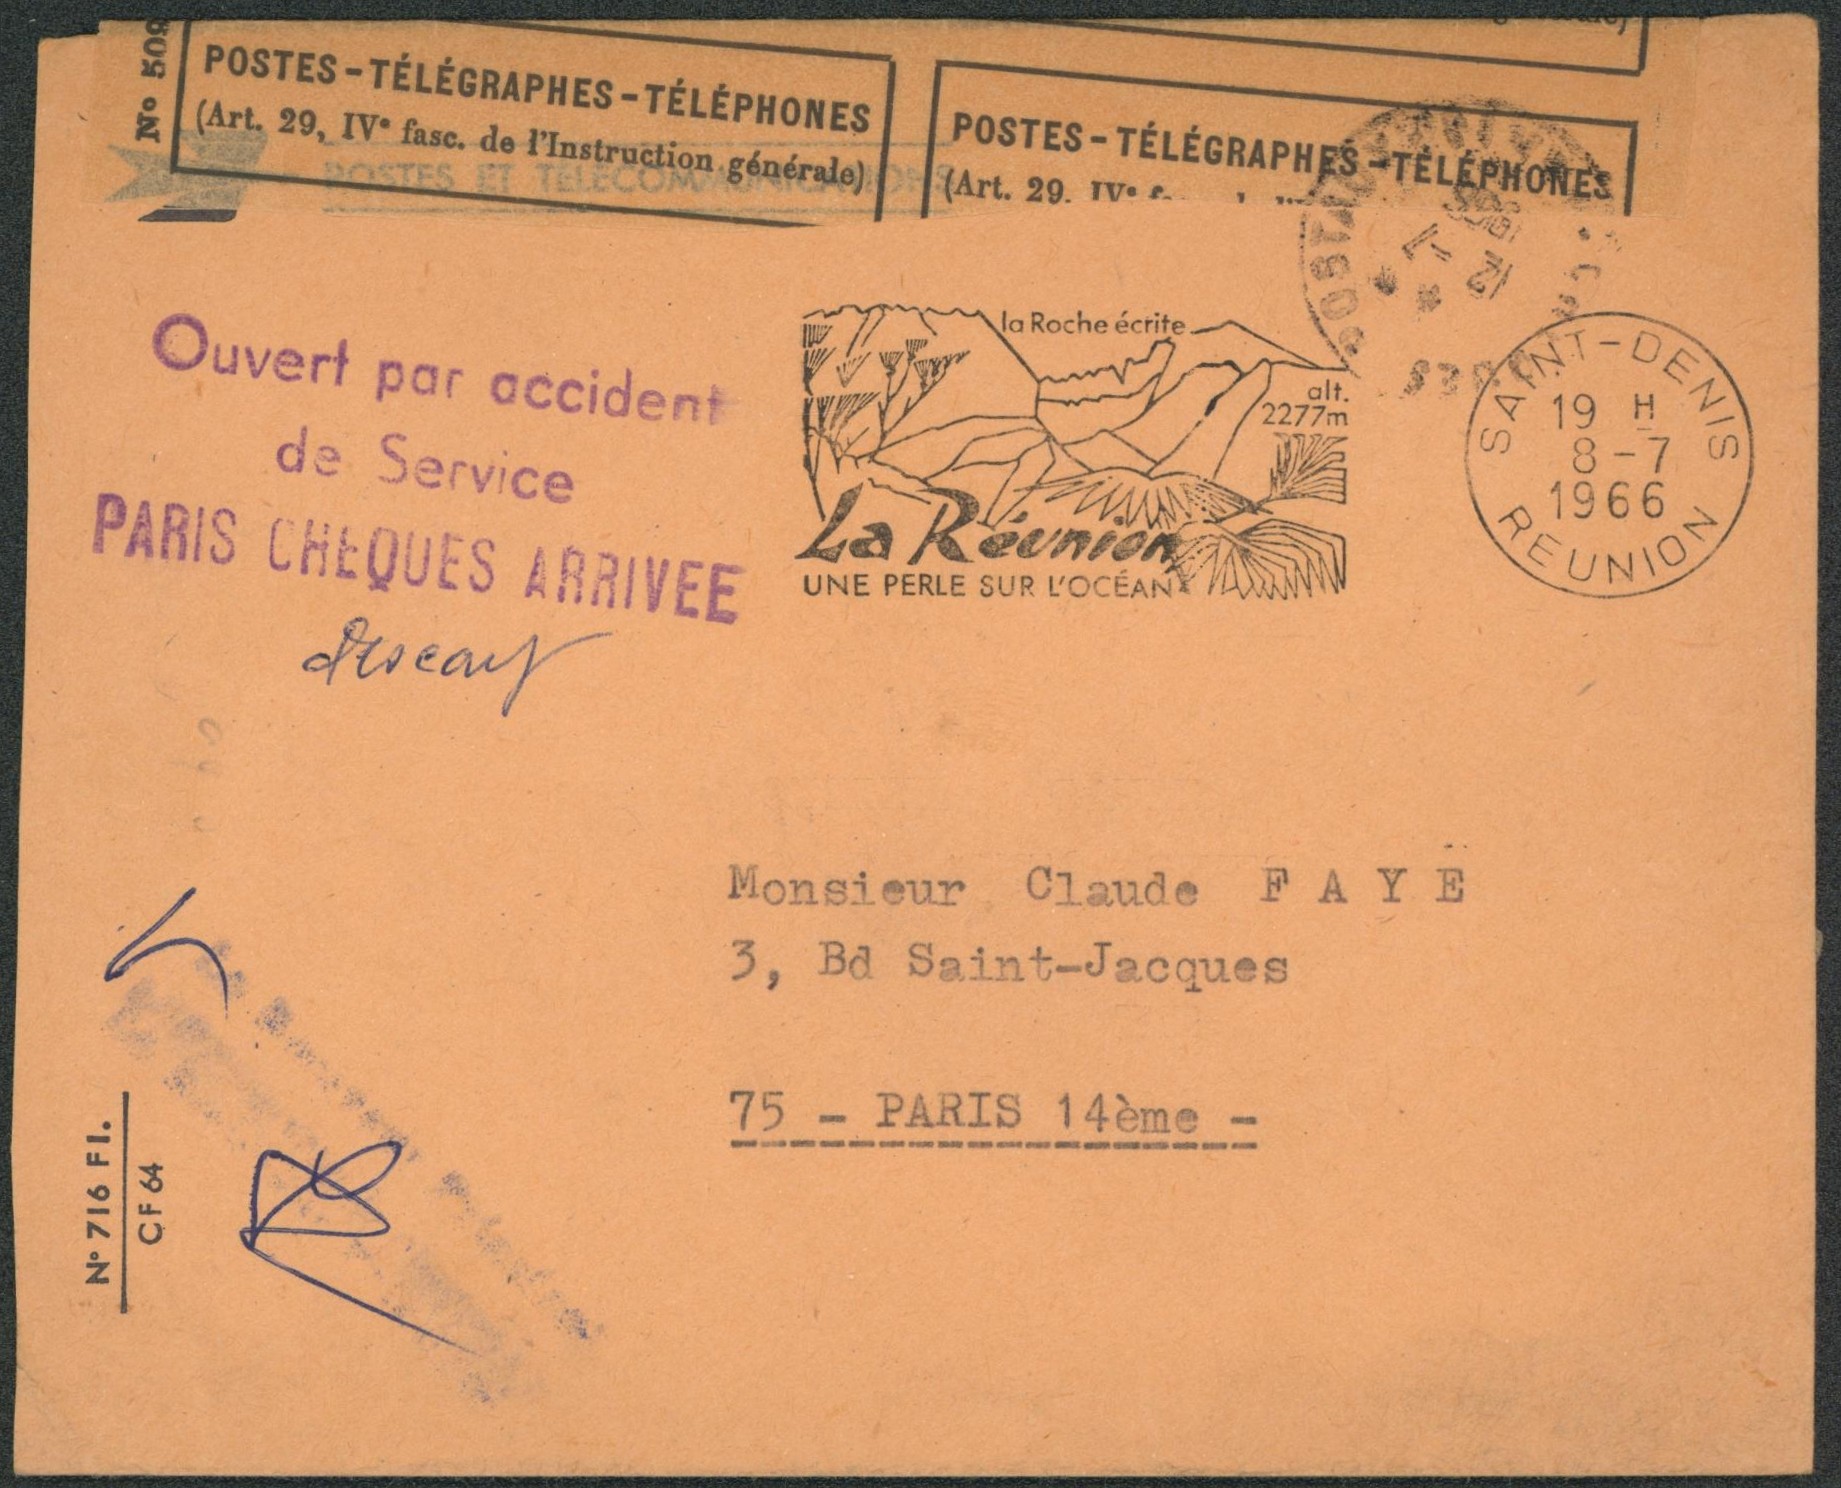 No 509
POSTES-TÉLÉGRAPHES-TÉLÉPHONES
(Art. 29, IVe fasc. de l'Instruction générale)
POSTES-TÉLÉGRAPHES-TÉLÉPHONES
(Art. 29, IVe
POSTES ET TÉLÉCOMMUNICATIONS
12 -7
Ouvert par accident
de Service
PARIS CHEQUES ARRIVEE
la Roche écrite
alt.
2277m
La Réunion
UNE PERLE SUR L'OCÉAN
SAINT-DENIS
19 H
8-7
1966
REUNION
Monsieur Claude F A Y E
3, Bd Saint-Jacques
75 - PARIS 14ème -
N° 716 Fl.
CF 64